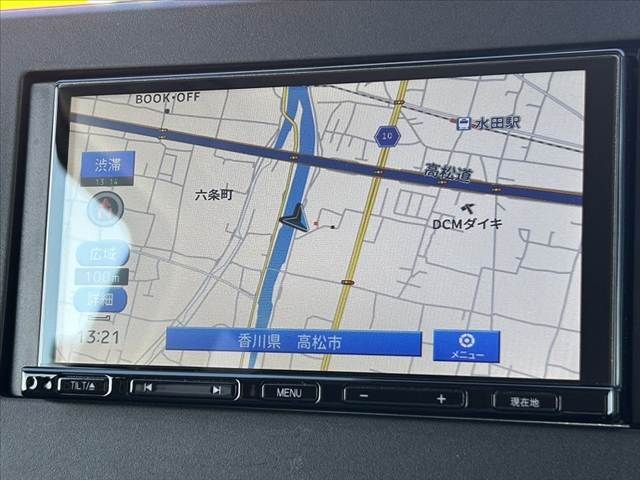 BOOK•OFF
10
水田駅
渋滞
13:14
高松道
六条町
DCMダイキ
広域
100m
詳細
13:21
香川県 高松市
メニュー
TILT/▲
MENU
現在地